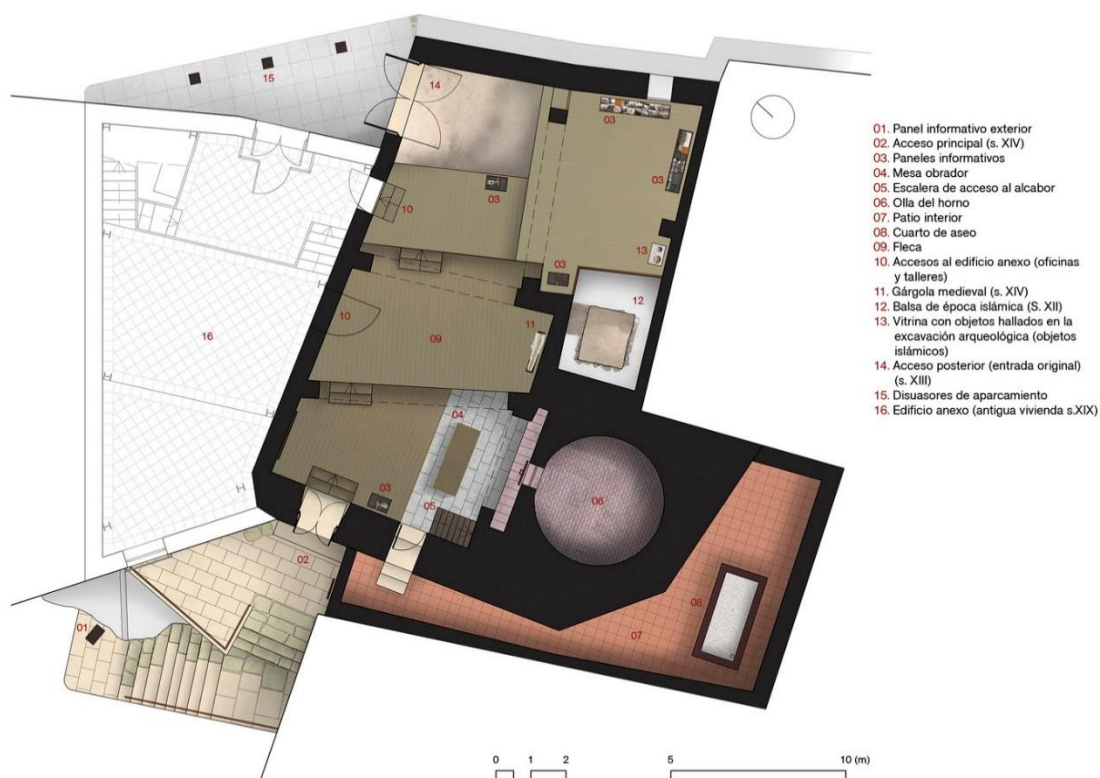 15
14
03
03
03
10
13
03
12
10
11
09
16
04
03
05
06
02
01
08
07
01. Panel informativo exterior
02. Acceso principal (s. XIV)
03. Paneles informativos
04. Mesa obrador
05. Escalera de acceso al alcabor
06. Olla del horno
07. Patio interior
08. Cuarto de aseo
09. Fleca
10. Accesos al edificio anexo (oficinas
y talleres)
11. Gárgola medieval (s. XIV)
12. Balsa de época islámica (S. XII)
13. Vitrina con objetos hallados en la
excavación arqueológica (objetos
islámicos)
14. Acceso posterior (entrada original)
(s. XIII)
15. Disuasores de aparcamiento
16. Edificio anexo (antigua vivienda s.XIX)
0 1 2 5 10 (m)